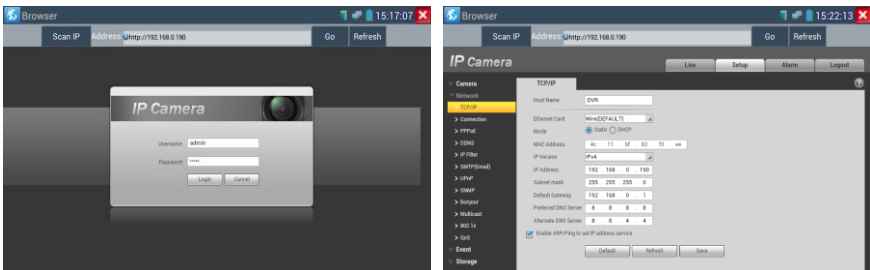 Browser 15:17:07
Scan IP Address: http://192.168.0.190 Go Refresh
IP Camera
Username: admin
Password: •••••
Login Cancel
Browser 15:22:13
Scan IP Address: http://192.168.0.190 Go Refresh
IP Camera
Live Setup Alarm Logout
Camera
Network
TCP/IP
Connection
PPPoE
DDNS
IP Filter
SMTP(Email)
UPnP
SNMP
Bonjour
Multicast
802.1x
QoS
Event
Storage
TCP/IP
Host Name DVR
Ethernet Card Wire(DEFAULT)
Mode Static DHCP
MAC Address 4c . 11 . bf . 82 . f3 . ee
IP Version IPv4
IP Address 192 . 168 . 0 . 190
Subnet mask 255 . 255 . 255 . 0
Default Gateway 192 . 168 . 0 . 1
Preferred DNS Server 8 . 8 . 8 . 8
Alternate DNS Server 8 . 8 . 4 . 4
Enable ARP/Ping to set IP address service
Default Refresh Save